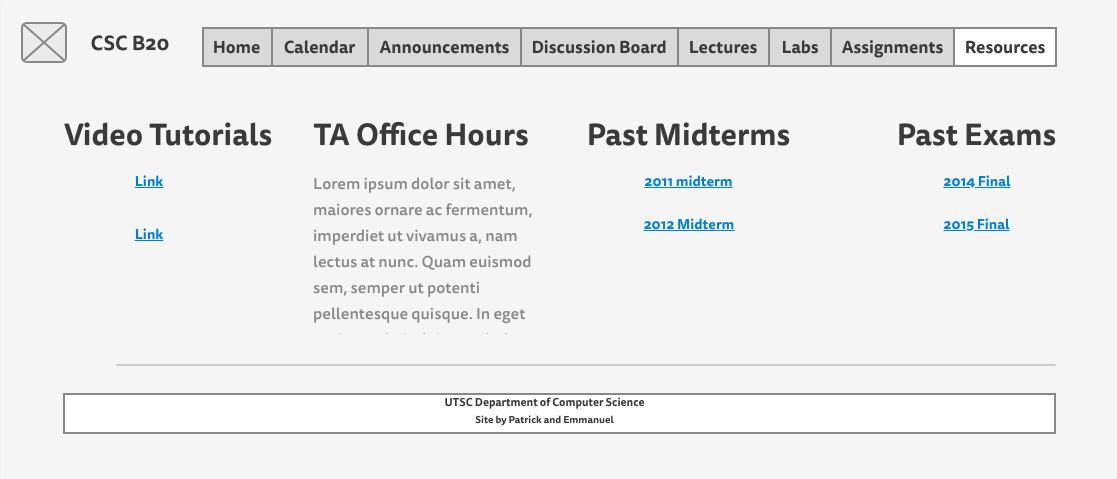 CSC B20
Home Calendar Announcements Discussion Board Lectures Labs Assignments Resources
Video Tutorials
Link
Link
TA Office Hours
Lorem ipsum dolor sit amet,
maiores ornare ac fermentum,
imperdiet ut vivamus a, nam
lectus at nunc. Quam euismod
sem, semper ut potenti
pellentesque quisque. In eget
Past Midterms
2011 midterm
2012 Midterm
Past Exams
2014 Final
2015 Final
UTSC Department of Computer Science
Site by Patrick and Emmanuel